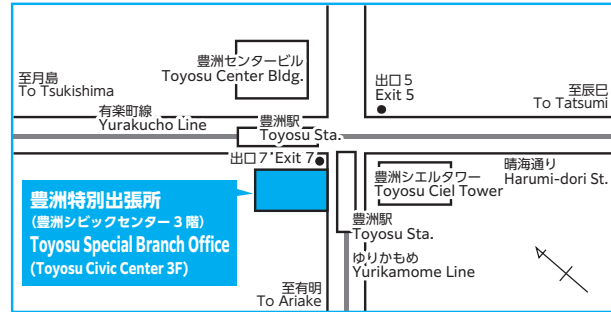 豊洲センタービル
Toyosu Center Bldg.
至月島
To Tsukishima
出口5
Exit 5
至辰巳
To Tatsumi
有楽町線
Yurakucho Line
豊洲駅
Toyosu Sta.
出口7 Exit 7
豊洲シエルタワー
Toyosu Ciel Tower
晴海通り
Harumi-dori St.
豊洲特別出張所
(豊洲シビックセンター3階)
Toyosu Special Branch Office
(Toyosu Civic Center 3F)
豊洲駅
Toyosu Sta.
ゆりかもめ
Yurikamome Line
至有明
To Ariake